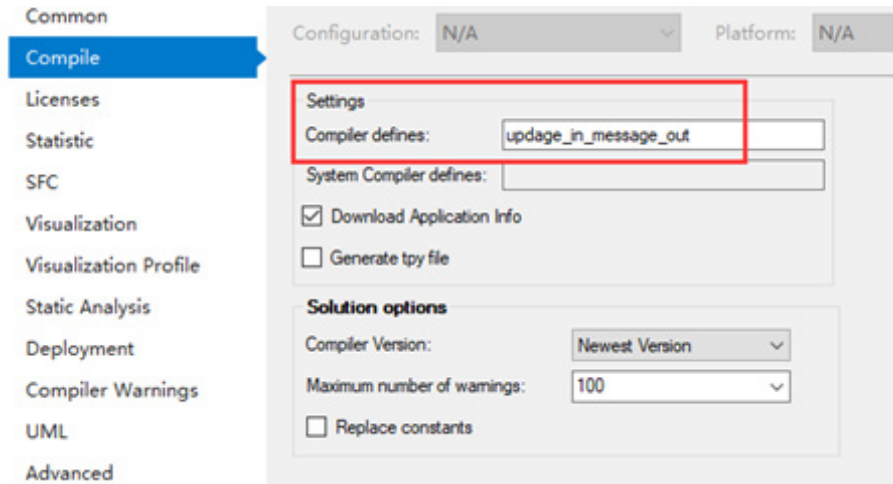 Common
Compile
Licenses
Statistic
SFC
Visualization
Visualization Profile
Static Analysis
Deployment
Compiler Warnings
UML
Advanced
Configuration: N/A Platform: N/A
Settings
Compiler defines: updage_in_message_out
System Compiler defines:
Download Application Info
Generate tpy file
Solution options
Compiler Version: Newest Version
Maximum number of warnings: 100
Replace constants